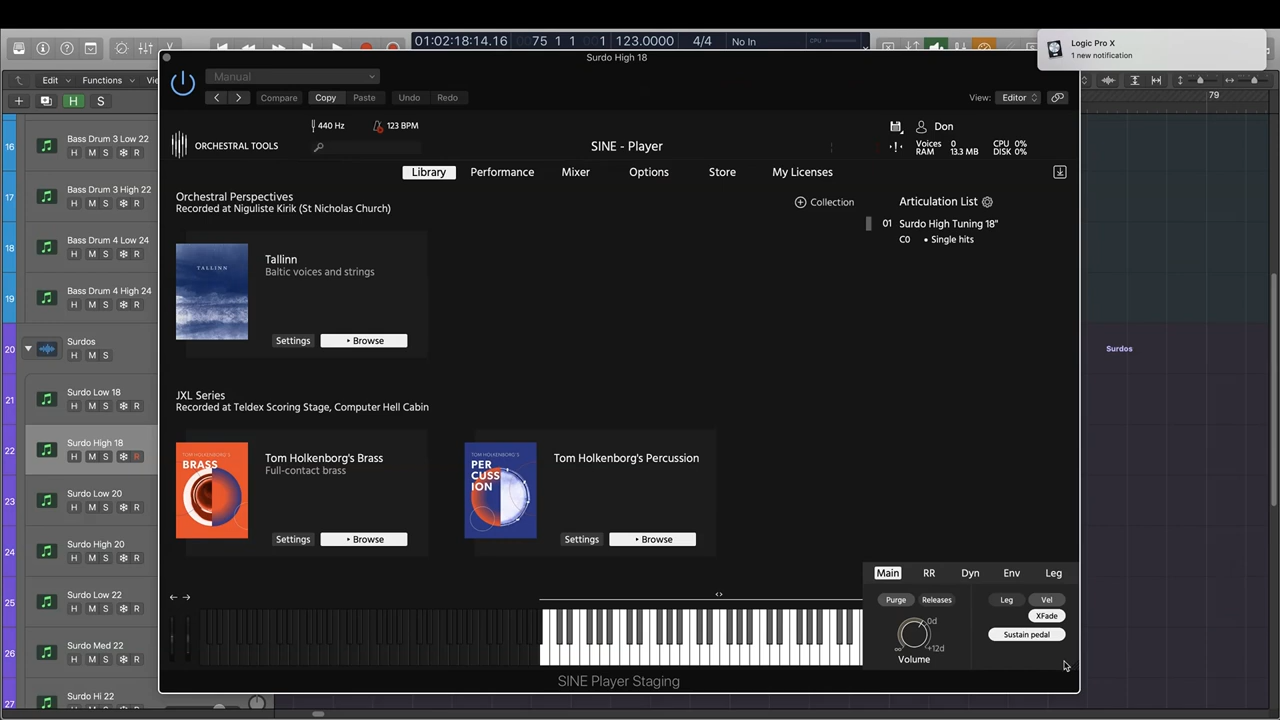 01:02:18:14.16 75 1 1 1 123.0000 4/4 No In CPU
Logic Pro X
1 new notification
Surdo High 18
Manual
Compare Copy Paste Undo Redo
View: Editor
Edit Functions
H S
79
ORCHESTRAL TOOLS
440 Hz 123 BPM
SINE - Player
Don
Voices 0 CPU 0%
RAM 13.3 MB DISK 0%
Library Performance Mixer Options Store My Licenses
Orchestral Perspectives
Recorded at Niguliste Kirik (St Nicholas Church)
Collection
Articulation List
01 Surdo High Tuning 18"
C0 • Single hits
TALLINN
Tallinn
Baltic voices and strings
Settings Browse
JXL Series
Recorded at Teldex Scoring Stage, Computer Hell Cabin
TOM HOLKENBORG'S
BRASS
Tom Holkenborg's Brass
Full-contact brass
Settings Browse
TOM HOLKENBORG'S
PER
CUSS
ION
Tom Holkenborg's Percussion
Settings Browse
Main RR Dyn Env Leg
Purge Releases Leg Vel
XFade
Sustain pedal
0d
∞ +12d
Volume
SINE Player Staging
16 Bass Drum 3 Low 22
H M S R
17 Bass Drum 3 High 22
H M S R
18 Bass Drum 4 Low 24
H M S R
19 Bass Drum 4 High 24
H M S R
20 Surdos
H M S
Surdos
21 Surdo Low 18
H M S R
22 Surdo High 18
H M S R
23 Surdo Low 20
H M S R
24 Surdo High 20
H M S R
25 Surdo Low 22
H M S R
26 Surdo Med 22
H M S R
27 Surdo Hi 22
H M S R